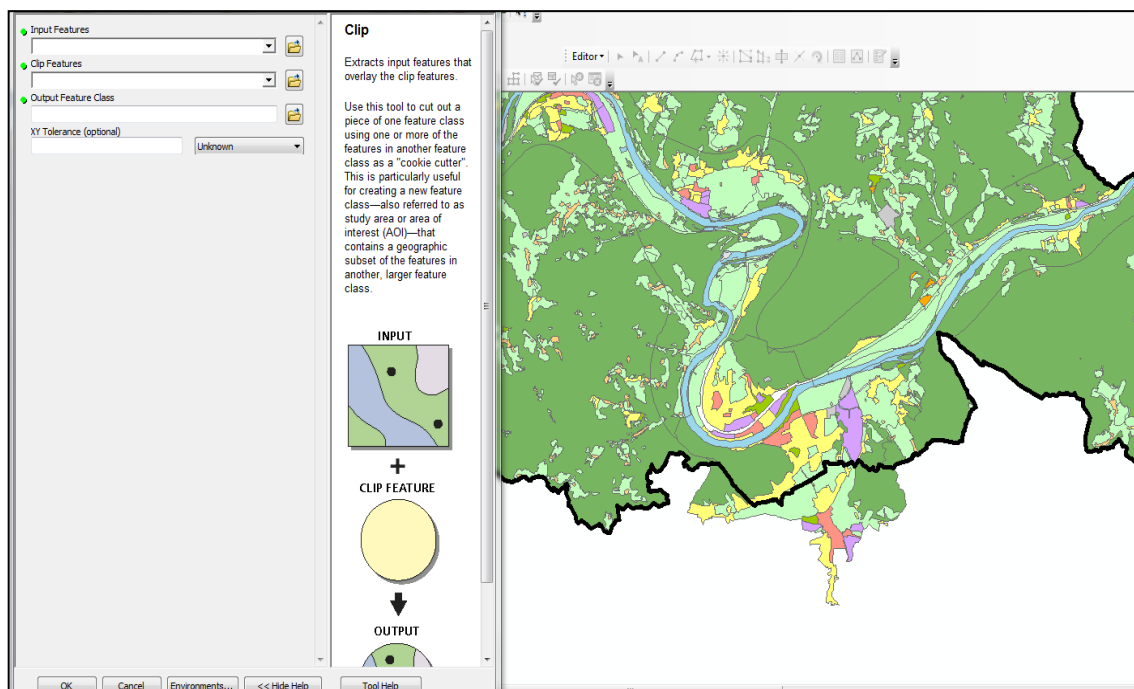 Input Features
Clip Features
Output Feature Class
XY Tolerance (optional)
Unknown
Clip
Extracts input features that
overlay the clip features.
Use this tool to cut out a
piece of one feature class
using one or more of the
features in another feature
class as a "cookie cutter".
This is particularly useful
for creating a new feature
class—also referred to as
study area or area of
interest (AOI)—that
contains a geographic
subset of the features in
another, larger feature
class.
INPUT
+
CLIP FEATURE
OUTPUT
OK
Cancel
Environments...
<< Hide Help
Tool Help
Editor